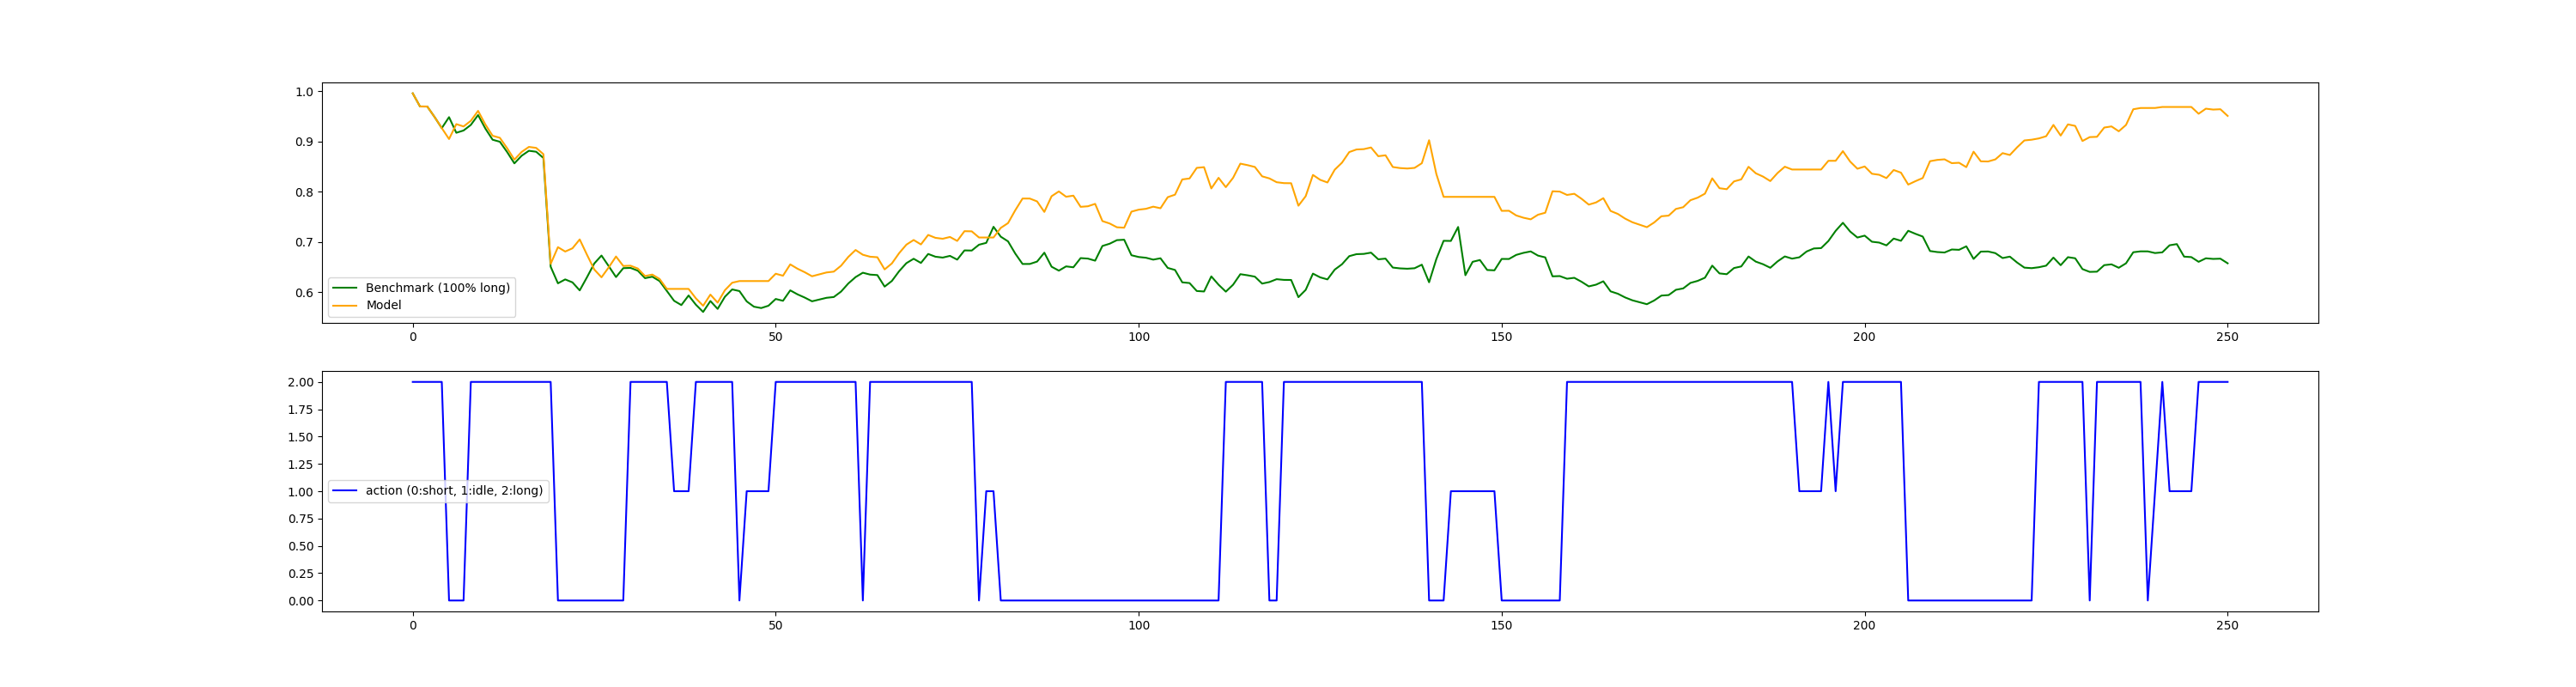 1.0
0.9
0.8
0.7
0.6
Benchmark (100% long)
Model
0 50 100 150 200 250
2.00
1.75
1.50
1.25
1.00
0.75
0.50
0.25
0.00
action (0:short, 1:idle, 2:long)
0 50 100 150 200 250